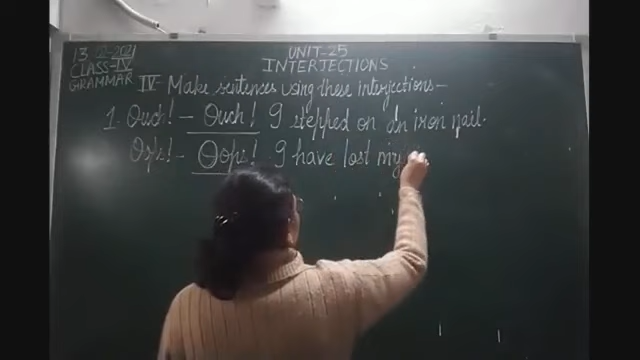 13 2021
UNIT-25
CLASS-IV
INTERJECTIONS
GRAMMAR
IV- Make sentences using these interjections-
1. Ouch! - Ouch! I stepped on an iron nail.
Oops! - Oops! I have lost my